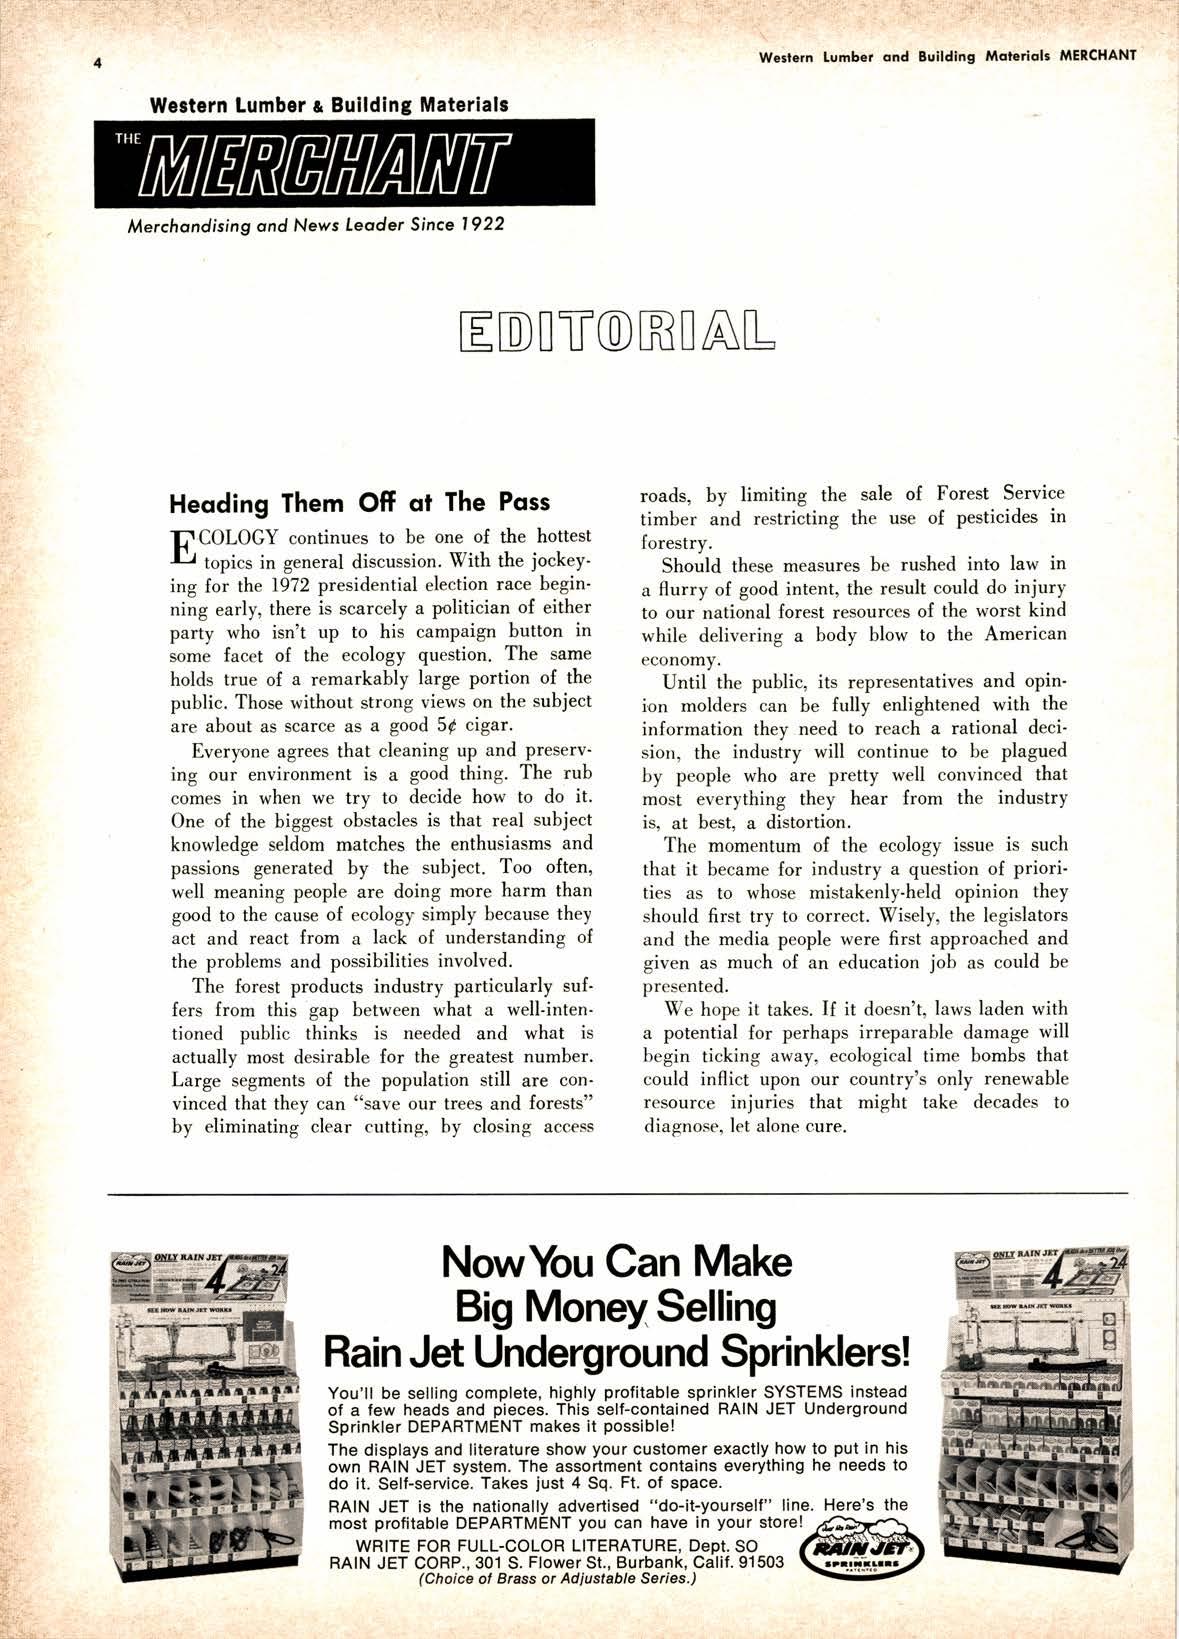 4
Western Lumber and Building Materials MERCHANT
Western Lumber & Building Materials
THE MERCHANT
Merchandising and News Leader Since 1922
EDITORIAL
Heading Them Off at The Pass
ECOLOGY continues to be one of the hottest
topics in general discussion. With the jockey-
ing for the 1972 presidential election race begin-
ning early, there is scarcely a politician of either
party who isn't up to his campaign button in
some facet of the ecology question. The same
holds true of a remarkably large portion of the
public. Those without strong views on the subject
are about as scarce as a good 5¢ cigar.
Everyone agrees that cleaning up and preserv-
ing our environment is a good thing. The rub
comes in when we try to decide how to do it.
One of the biggest obstacles is that real subject
knowledge seldom matches the enthusiasms and
passions generated by the subject. Too often,
well meaning people are doing more harm than
good to the cause of ecology simply because they
act and react from a lack of understanding of
the problems and possibilities involved.
The forest products industry particularly suf-
fers from this gap between what a well-inten-
tioned public thinks is needed and what is
actually most desirable for the greatest number.
Large segments of the population still are con-
vinced that they can “save our trees and forests”
by eliminating clear cutting, by closing access
roads, by limiting the sale of Forest Service
timber and restricting the use of pesticides in
forestry.
Should these measures be rushed into law in
a flurry of good intent, the result could do injury
to our national forest resources of the worst kind
while delivering a body blow to the American
economy.
Until the public, its representatives and opin-
ion molders can be fully enlightened with the
information they need to reach a rational deci-
sion, the industry will continue to be plagued
by people who are pretty well convinced that
most everything they hear from the industry
is, at best, a distortion.
The momentum of the ecology issue is such
that it became for industry a question of priori-
ties as to whose mistakenly-held opinion they
should first try to correct. Wisely, the legislators
and the media people were first approached and
given as much of an education job as could be
presented.
We hope it takes. If it doesn't, laws laden with
a potential for perhaps irreparable damage will
begin ticking away, ecological time bombs that
could inflict upon our country's only renewable
resource injuries that might take decades to
diagnose, let alone cure.
RAIN JET
ONLY RAIN JET
4
24
SEE HOW RAIN JET WORKS
Now You Can Make
Big Money Selling
Rain Jet Underground Sprinklers!
You'll be selling complete, highly profitable sprinkler SYSTEMS instead
of a few heads and pieces. This self-contained RAIN JET Underground
Sprinkler DEPARTMENT makes it possible!
The displays and literature show your customer exactly how to put in his
own RAIN JET system. The assortment contains everything he needs to
do it. Self-service. Takes just 4 Sq. Ft. of space.
RAIN JET is the nationally advertised "do-it-yourself" line. Here's the
most profitable DEPARTMENT you can have in your store!
WRITE FOR FULL-COLOR LITERATURE, Dept. SO
RAIN JET CORP., 301 S. Flower St., Burbank, Calif. 91503
(Choice of Brass or Adjustable Series.)
RAIN JET
SPRINKLERS
PATENTED
RAIN JET
ONLY RAIN JET
4
24
SEE HOW RAIN JET WORKS